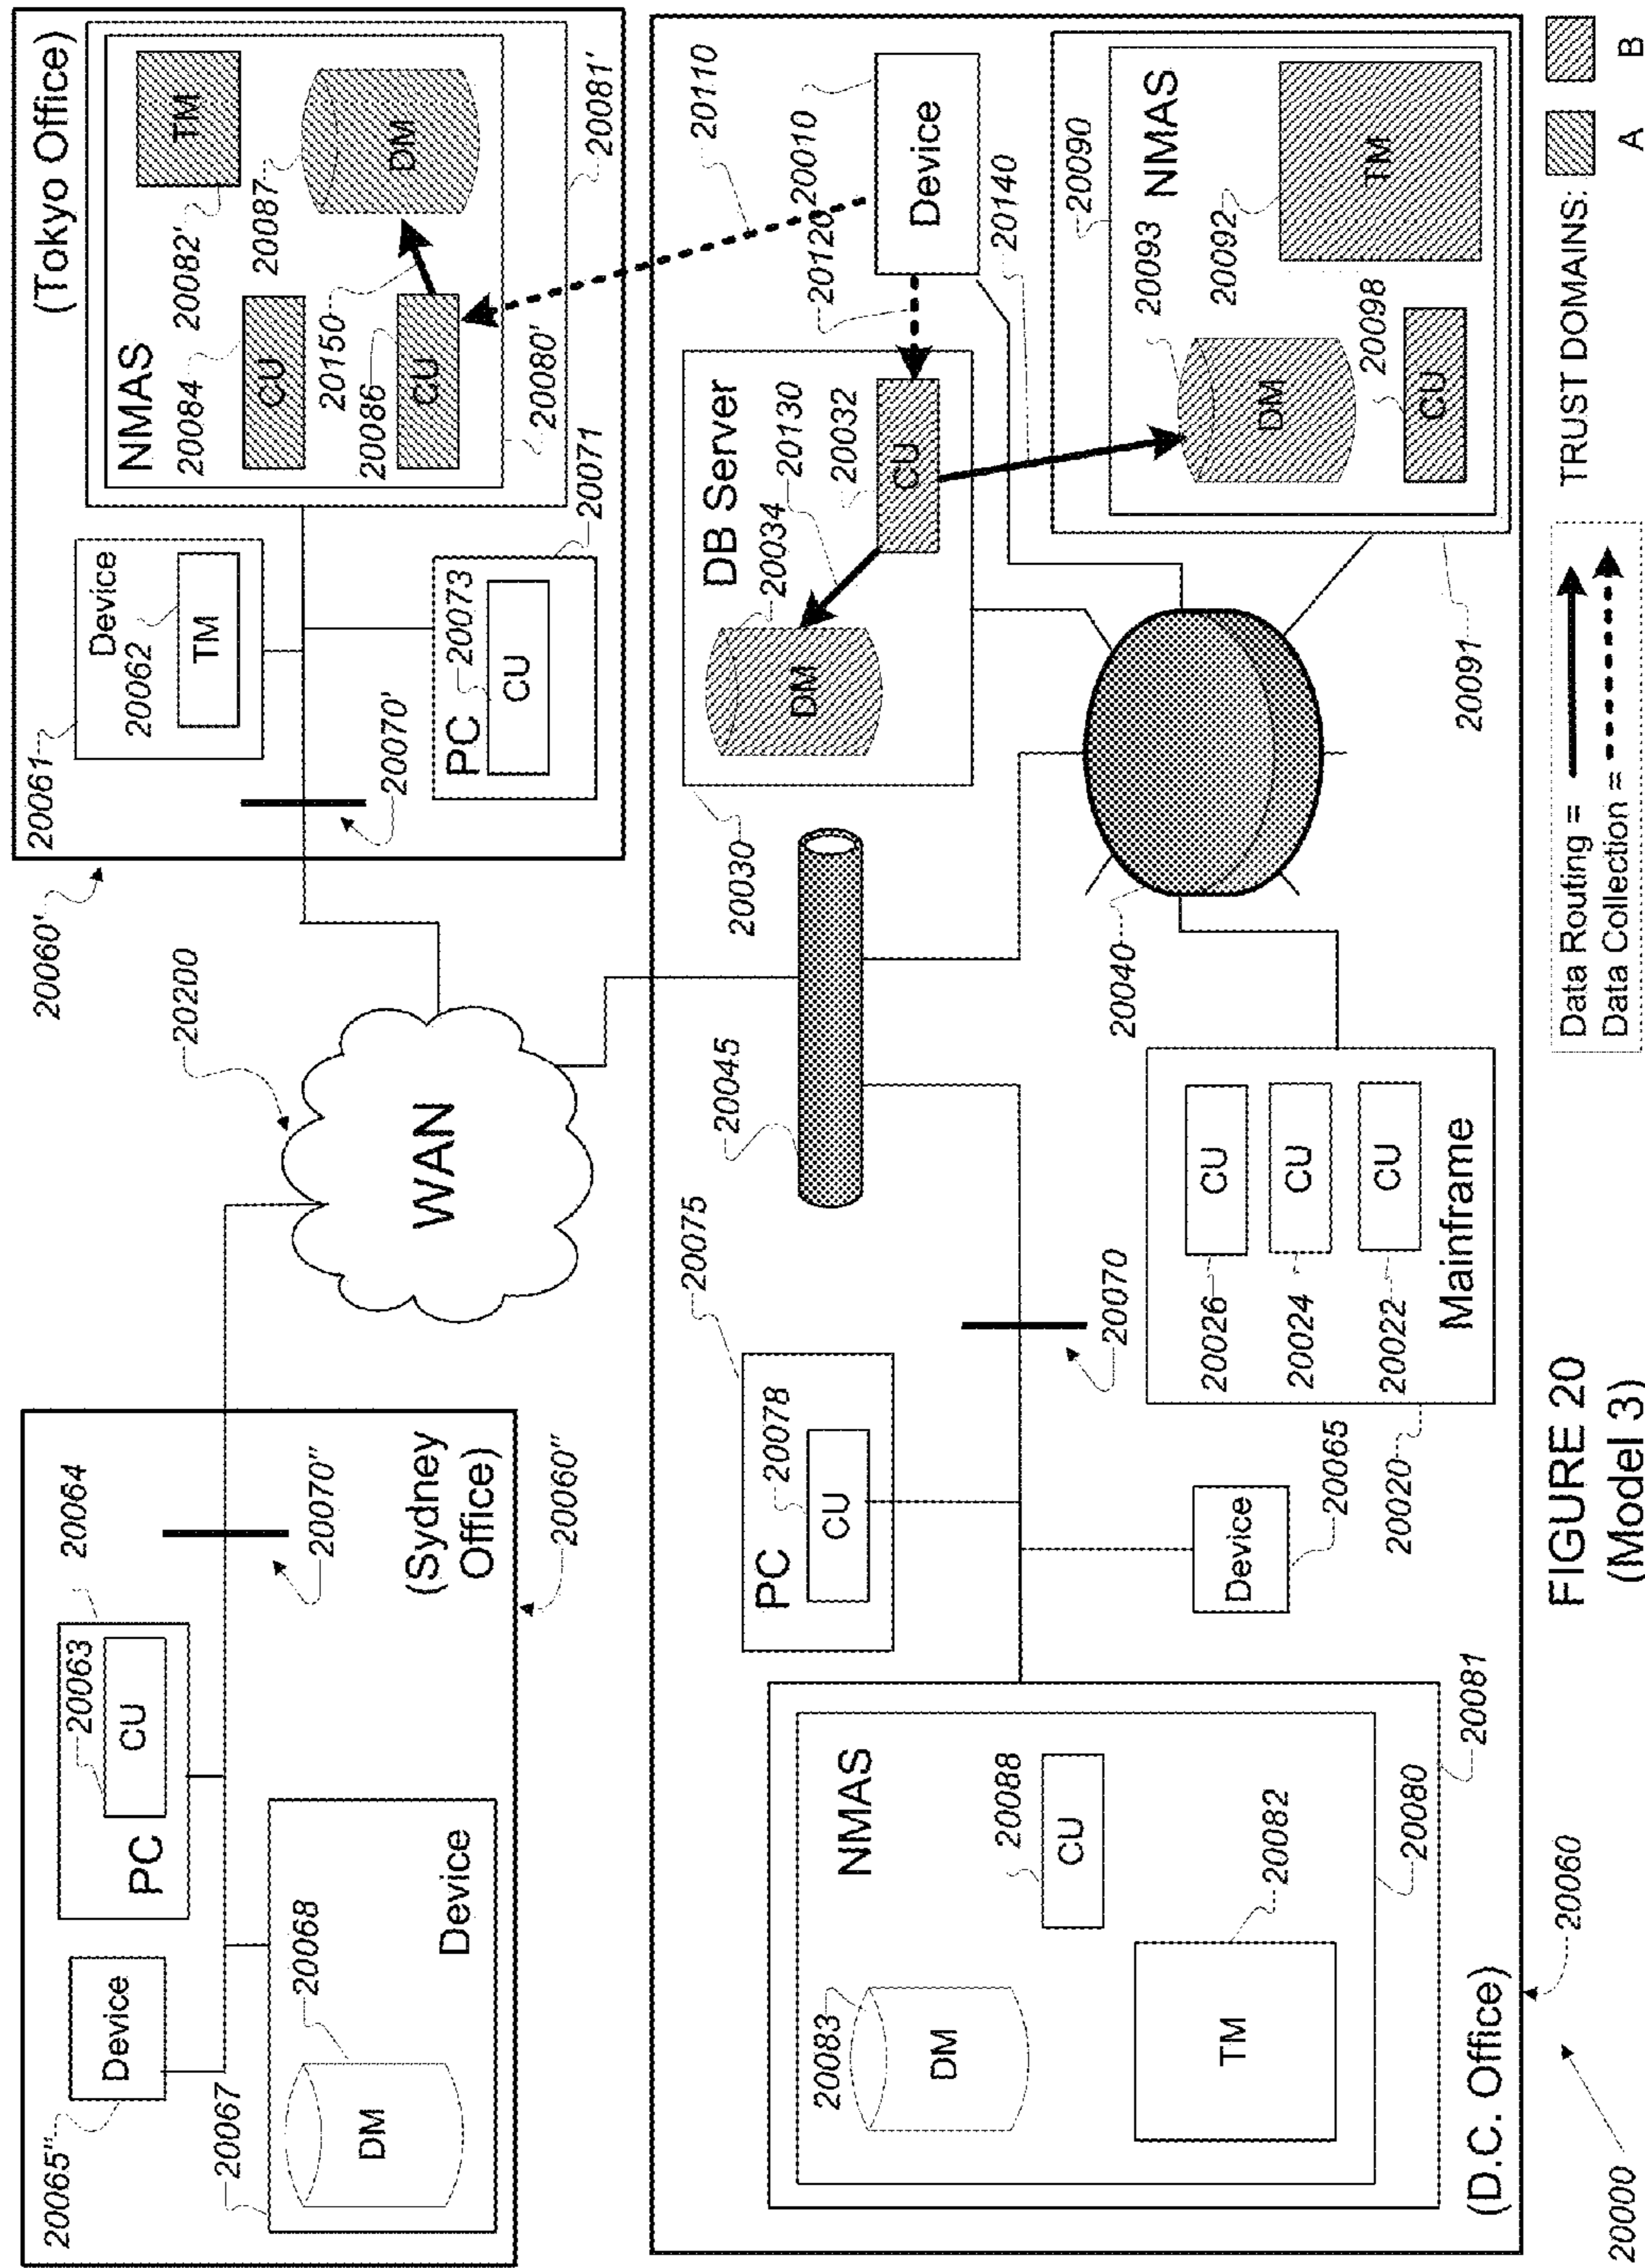 20065"
Device
20063
20064
CU
PC
20067
20068
DM
Device
20070"
(Sydney
Office)
20060"
20200
WAN
20060'
20061
Device
20062
TM
20070'
PC
20073
CU
20071
(Tokyo Office)
NMAS
20082'
TM
20084
CU
20087
DM
20150
20086
CU
20080'
20081'
(D.C. Office)
NMAS
20083
DM
20088
CU
TM
20082
20080
20081
PC
20078
CU
20075
20045
20070
Device
20065
20026
CU
20024
CU
20022
CU
Mainframe
20020
20040
20030
DB Server
20034
DM
20130
20032
CU
20110
20010
20120
Device
20140
20090
NMAS
20093
DM
20092
TM
20098
CU
20091
20060
20000
FIGURE 20
(Model 3)
Data Routing =
Data Collection =
TRUST DOMAINS:
A
B